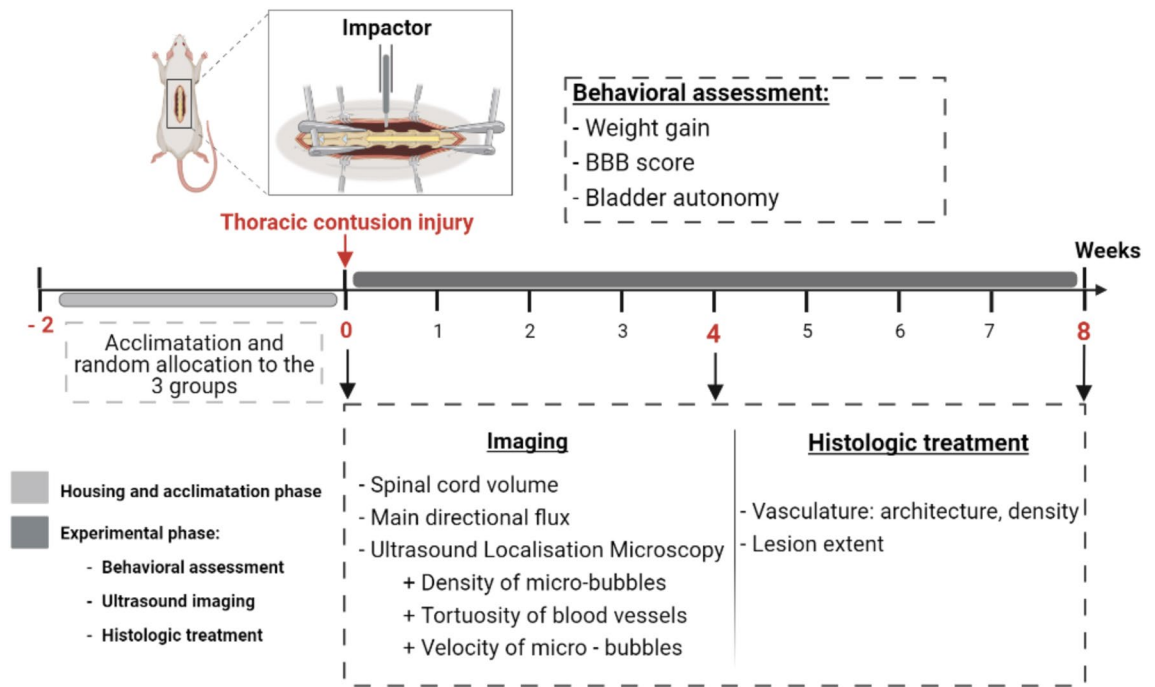 Impactor
Behavioral assessment:
- Weight gain
- BBB score
- Bladder autonomy
Thoracic contusion injury
Weeks
- 2
0
1
2
3
4
5
6
7
8
Acclimatation and
random allocation to the
3 groups
Imaging
- Spinal cord volume
- Main directional flux
- Ultrasound Localisation Microscopy
+ Density of micro-bubbles
+ Tortuosity of blood vessels
+ Velocity of micro - bubbles
Histologic treatment
- Vasculature: architecture, density
- Lesion extent
Housing and acclimatation phase
Experimental phase:
- Behavioral assessment
- Ultrasound imaging
- Histologic treatment